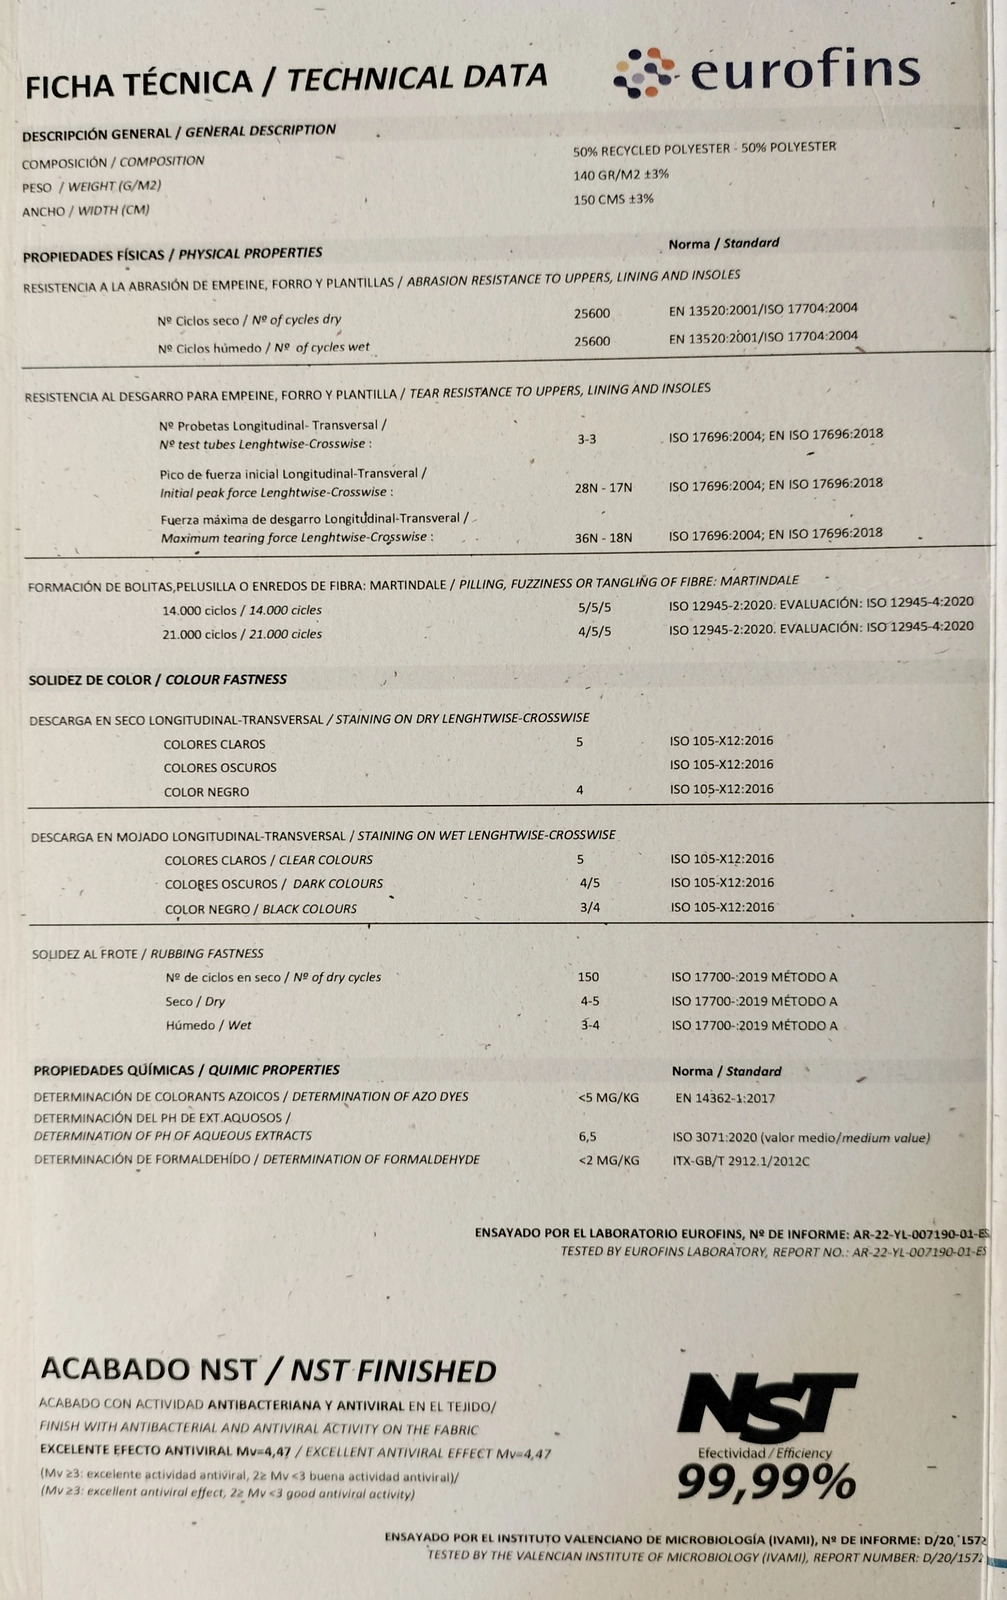 FICHA TÉCNICA / TECHNICAL DATA
eurofins
DESCRIPCIÓN GENERAL / GENERAL DESCRIPTION
COMPOSICIÓN / COMPOSITION 50% RECYCLED POLYESTER - 50% POLYESTER
PESO / WEIGHT (G/M2) 140 GR/M2 ±3%
ANCHO / WIDTH (CM) 150 CMS ±3%
PROPIEDADES FÍSICAS / PHYSICAL PROPERTIES Norma / Standard
RESISTENCIA A LA ABRASIÓN DE EMPEINE, FORRO Y PLANTILLAS / ABRASION RESISTANCE TO UPPERS, LINING AND INSOLES
Nº Ciclos seco / Nº of cycles dry 25600 EN 13520:2001/ISO 17704:2004
Nº Ciclos húmedo / Nº of cycles wet 25600 EN 13520:2001/ISO 17704:2004
RESISTENCIA AL DESGARRO PARA EMPEINE, FORRO Y PLANTILLA / TEAR RESISTANCE TO UPPERS, LINING AND INSOLES
Nº Probetas Longitudinal- Transversal /
Nº test tubes Lenghtwise-Crosswise : 3-3 ISO 17696:2004; EN ISO 17696:2018
Pico de fuerza inicial Longitudinal-Transveral /
Initial peak force Lenghtwise-Crosswise : 28N - 17N ISO 17696:2004; EN ISO 17696:2018
Fuerza máxima de desgarro Longitudinal-Transveral /
Maximum tearing force Lenghtwise-Crosswise : 36N - 18N ISO 17696:2004; EN ISO 17696:2018
FORMACIÓN DE BOLITAS,PELUSILLA O ENREDOS DE FIBRA: MARTINDALE / PILLING, FUZZINESS OR TANGLING OF FIBRE: MARTINDALE
14.000 ciclos / 14.000 cicles 5/5/5 ISO 12945-2:2020. EVALUACIÓN: ISO 12945-4:2020
21.000 ciclos / 21.000 cicles 4/5/5 ISO 12945-2:2020. EVALUACIÓN: ISO 12945-4:2020
SOLIDEZ DE COLOR / COLOUR FASTNESS
DESCARGA EN SECO LONGITUDINAL-TRANSVERSAL / STAINING ON DRY LENGHTWISE-CROSSWISE
COLORES CLAROS 5 ISO 105-X12:2016
COLORES OSCUROS ISO 105-X12:2016
COLOR NEGRO 4 ISO 105-X12:2016
DESCARGA EN MOJADO LONGITUDINAL-TRANSVERSAL / STAINING ON WET LENGHTWISE-CROSSWISE
COLORES CLAROS / CLEAR COLOURS 5 ISO 105-X12:2016
COLORES OSCUROS / DARK COLOURS 4/5 ISO 105-X12:2016
COLOR NEGRO / BLACK COLOURS 3/4 ISO 105-X12:2016
SOLIDEZ AL FROTE / RUBBING FASTNESS
Nº de ciclos en seco / Nº of dry cycles 150 ISO 17700-:2019 MÉTODO A
Seco / Dry 4-5 ISO 17700-:2019 MÉTODO A
Húmedo / Wet 3-4 ISO 17700-:2019 MÉTODO A
PROPIEDADES QUÍMICAS / QUIMIC PROPERTIES Norma / Standard
DETERMINACIÓN DE COLORANTS AZOICOS / DETERMINATION OF AZO DYES <5 MG/KG EN 14362-1:2017
DETERMINACIÓN DEL PH DE EXT.AQUOSOS /
DETERMINATION OF PH OF AQUEOUS EXTRACTS 6,5 ISO 3071:2020 (valor medio/medium value)
DETERMINACIÓN DE FORMALDEHÍDO / DETERMINATION OF FORMALDEHYDE <2 MG/KG ITX-GB/T 2912.1/2012C
ENSAYADO POR EL LABORATORIO EUROFINS, Nº DE INFORME: AR-22-YL-007190-01-ES
TESTED BY EUROFINS LABORATORY, REPORT NO.: AR-22-YL-007190-01-ES
ACABADO NST / NST FINISHED
ACABADO CON ACTIVIDAD ANTIBACTERIANA Y ANTIVIRAL EN EL TEJIDO/
FINISH WITH ANTIBACTERIAL AND ANTIVIRAL ACTIVITY ON THE FABRIC
EXCELENTE EFECTO ANTIVIRAL Mv=4,47 / EXCELLENT ANTIVIRAL EFFECT Mv=4,47
(Mv ≥3: excelente actividad antiviral, 2≥ Mv <3 buena actividad antiviral)/
(Mv ≥3: excellent antiviral effect, 2≥ Mv <3 good antiviral activity)
NST
Efectividad / Efficiency
99,99%
ENSAYADO POR EL INSTITUTO VALENCIANO DE MICROBIOLOGÍA (IVAMI), Nº DE INFORME: D/20/1572
TESTED BY THE VALENCIAN INSTITUTE OF MICROBIOLOGY (IVAMI), REPORT NUMBER: D/20/1572